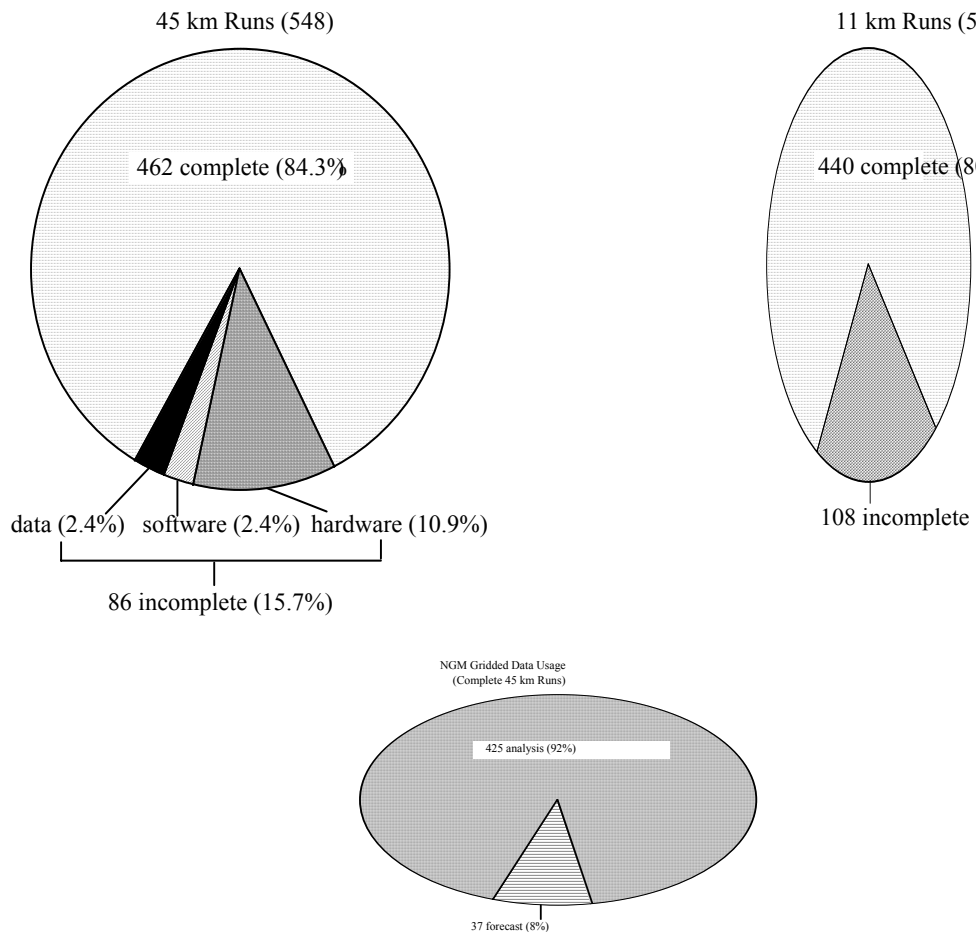 45 km Runs (548)
11 km Runs (5
462 complete (84.3%)
440 complete (8
data (2.4%) software (2.4%) hardware (10.9%)
108 incomplete
86 incomplete (15.7%)
NGM Gridded Data Usage
(Complete 45 km Runs)
425 analysis (92%)
37 forecast (8%)